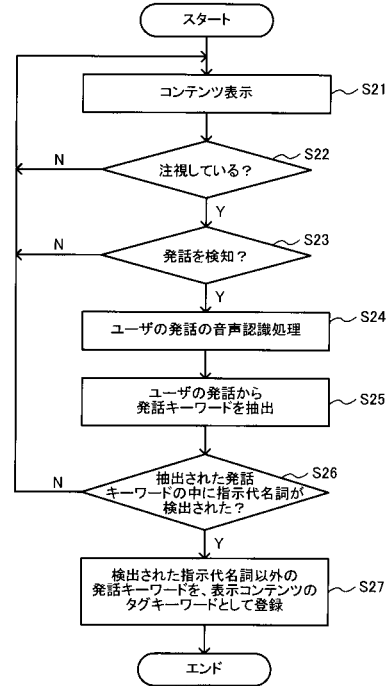 スタート
コンテンツ表示
S21
注視している？
S22
N
Y
発話を検知？
S23
N
Y
ユーザの発話の音声認識処理
S24
ユーザの発話から
発話キーワードを抽出
S25
抽出された発話
キーワードの中に指示代名詞が
検出された？
S26
N
Y
検出された指示代名詞以外の
発話キーワードを、表示コンテンツの
タグキーワードとして登録
S27
エンド